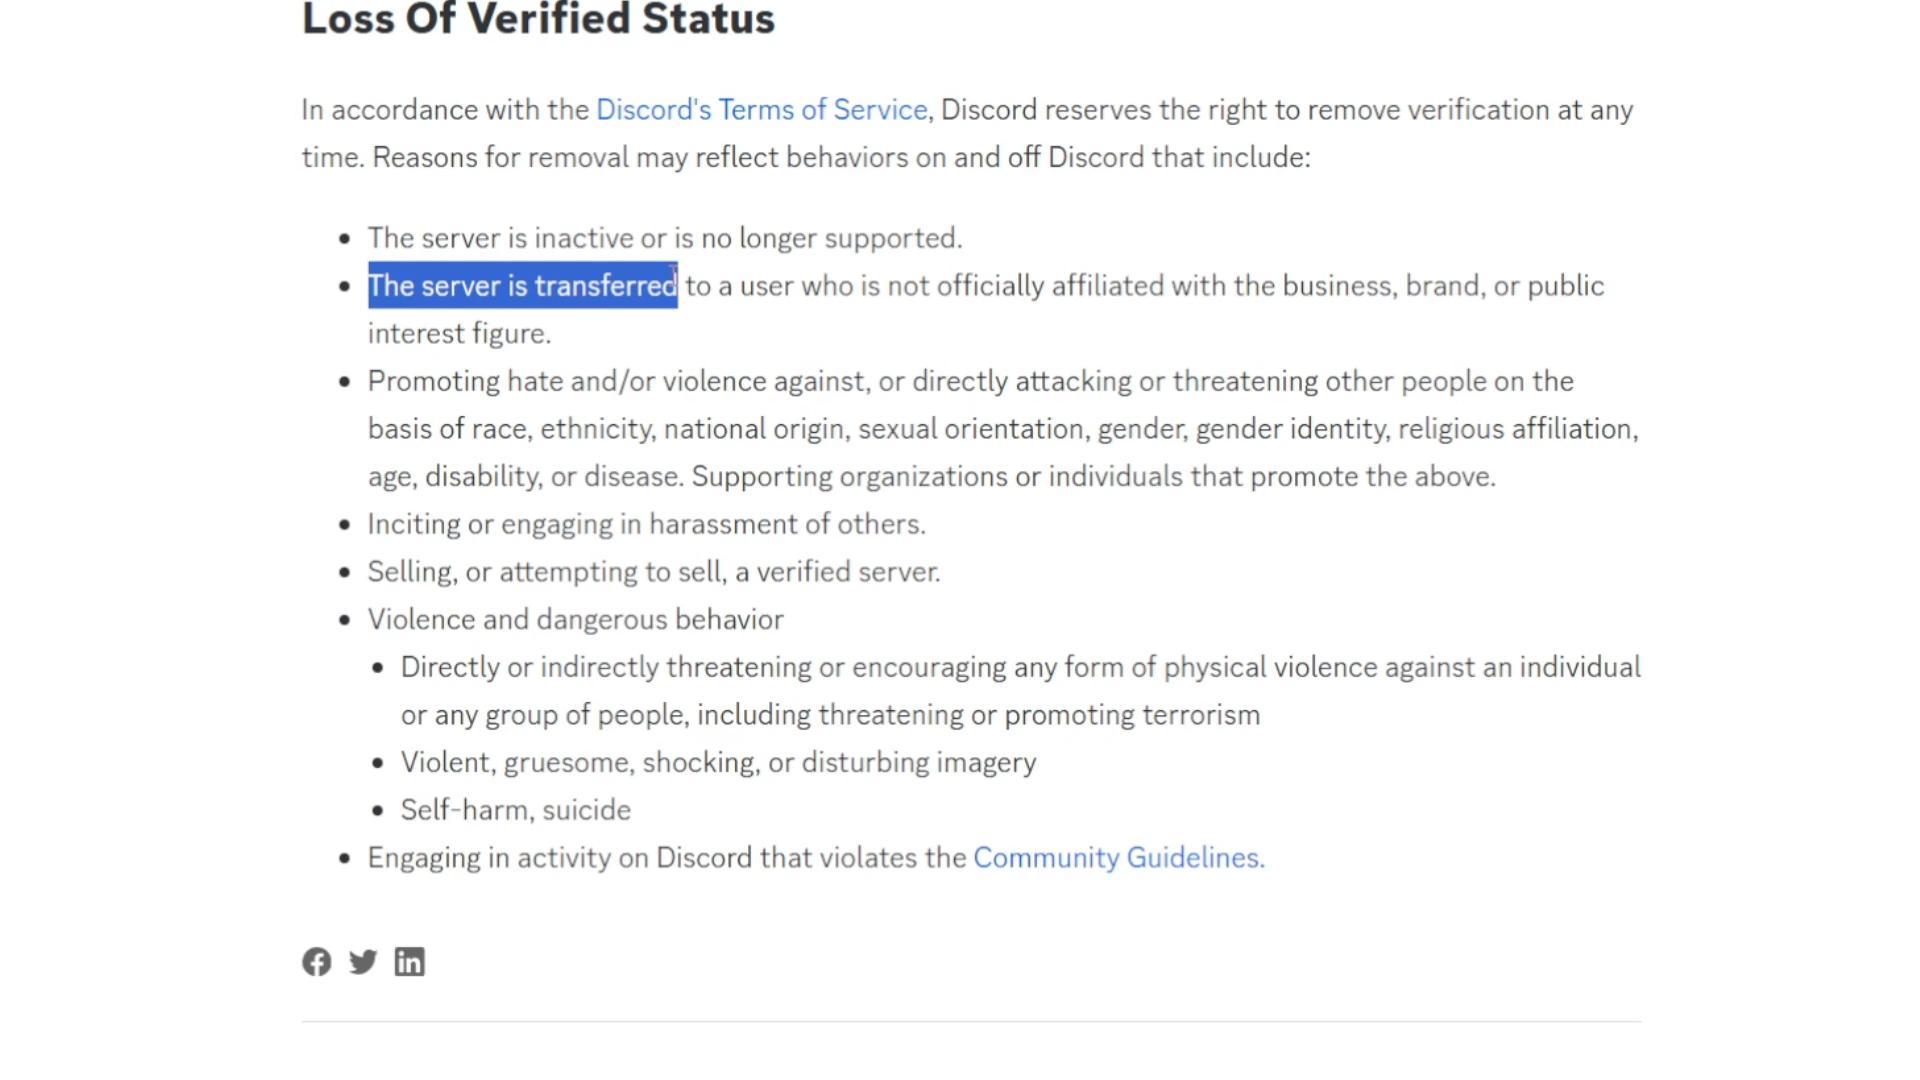 Loss Of Verified Status
In accordance with the Discord's Terms of Service, Discord reserves the right to remove verification at any
time. Reasons for removal may reflect behaviors on and off Discord that include:
The server is inactive or is no longer supported.
The server is transferred to a user who is not officially affiliated with the business, brand, or public
interest figure.
Promoting hate and/or violence against, or directly attacking or threatening other people on the
basis of race, ethnicity, national origin, sexual orientation, gender, gender identity, religious affiliation,
age, disability, or disease. Supporting organizations or individuals that promote the above.
Inciting or engaging in harassment of others.
Selling, or attempting to sell, a verified server.
Violence and dangerous behavior
Directly or indirectly threatening or encouraging any form of physical violence against an individual
or any group of people, including threatening or promoting terrorism
Violent, gruesome, shocking, or disturbing imagery
Self-harm, suicide
Engaging in activity on Discord that violates the Community Guidelines.